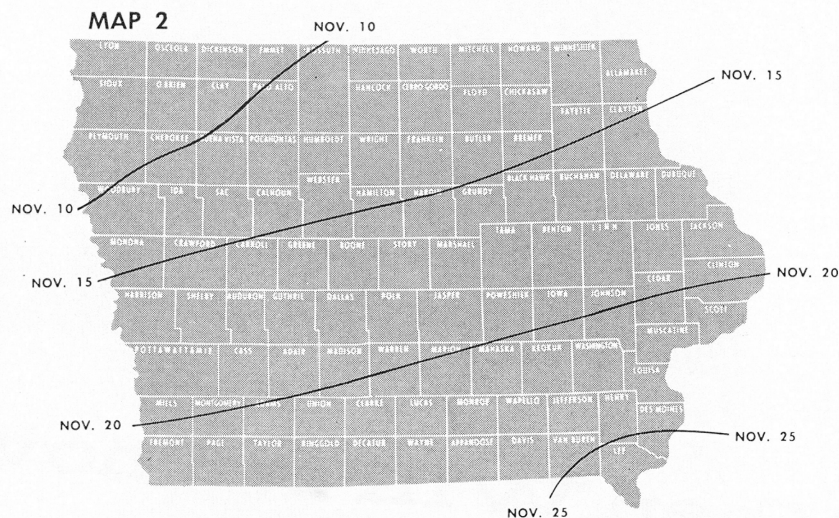 MAP 2
NOV. 10
LYON OSCEOLA DICKINSON EMMET WINNEBAGO WORTH MITCHELL HOWARD WINNESHIEK
ALLAMAKEE
NOV. 15
SIOUX O'BRIEN CLAY PALO ALTO HANCOCK CERRO GORDO FLOYD CHICKASAW
FAYETTE CLAYTON
PLYMOUTH CHEROKEE BUENA VISTA POCAHONTAS HUMBOLDT WRIGHT FRANKLIN BUTLER BREMER
WEBSTER BLACK HAWK BUCHANAN DELAWARE DUBUQUE
WOODBURY IDA SAC CALHOUN HAMILTON GRUNDY
NOV. 10
TAMA BENTON LINN JONES JACKSON
MONONA CRAWFORD CARROLL GREENE BOONE STORY MARSHALL
CLINTON
NOV. 20
CEDAR
NOV. 15
HARRISON SHELBY AUDUBON GUTHRIE DALLAS POLK JASPER POWESHIEK IOWA JOHNSON
SCOTT
MUSCATINE
POTTAWATTAMIE CASS ADAIR MADISON WARREN MARION MAHASKA KEOKUK WASHINGTON
LOUISA
MILLS MONTGOMERY UNION CLARKE LUCAS MONROE WAPELLO JEFFERSON HENRY
DES MOINES
NOV. 20
NOV. 25
FREMONT PAGE TAYLOR RINGGOLD DECATUR WAYNE APPANOOSE DAVIS VAN BUREN
LEE
NOV. 25